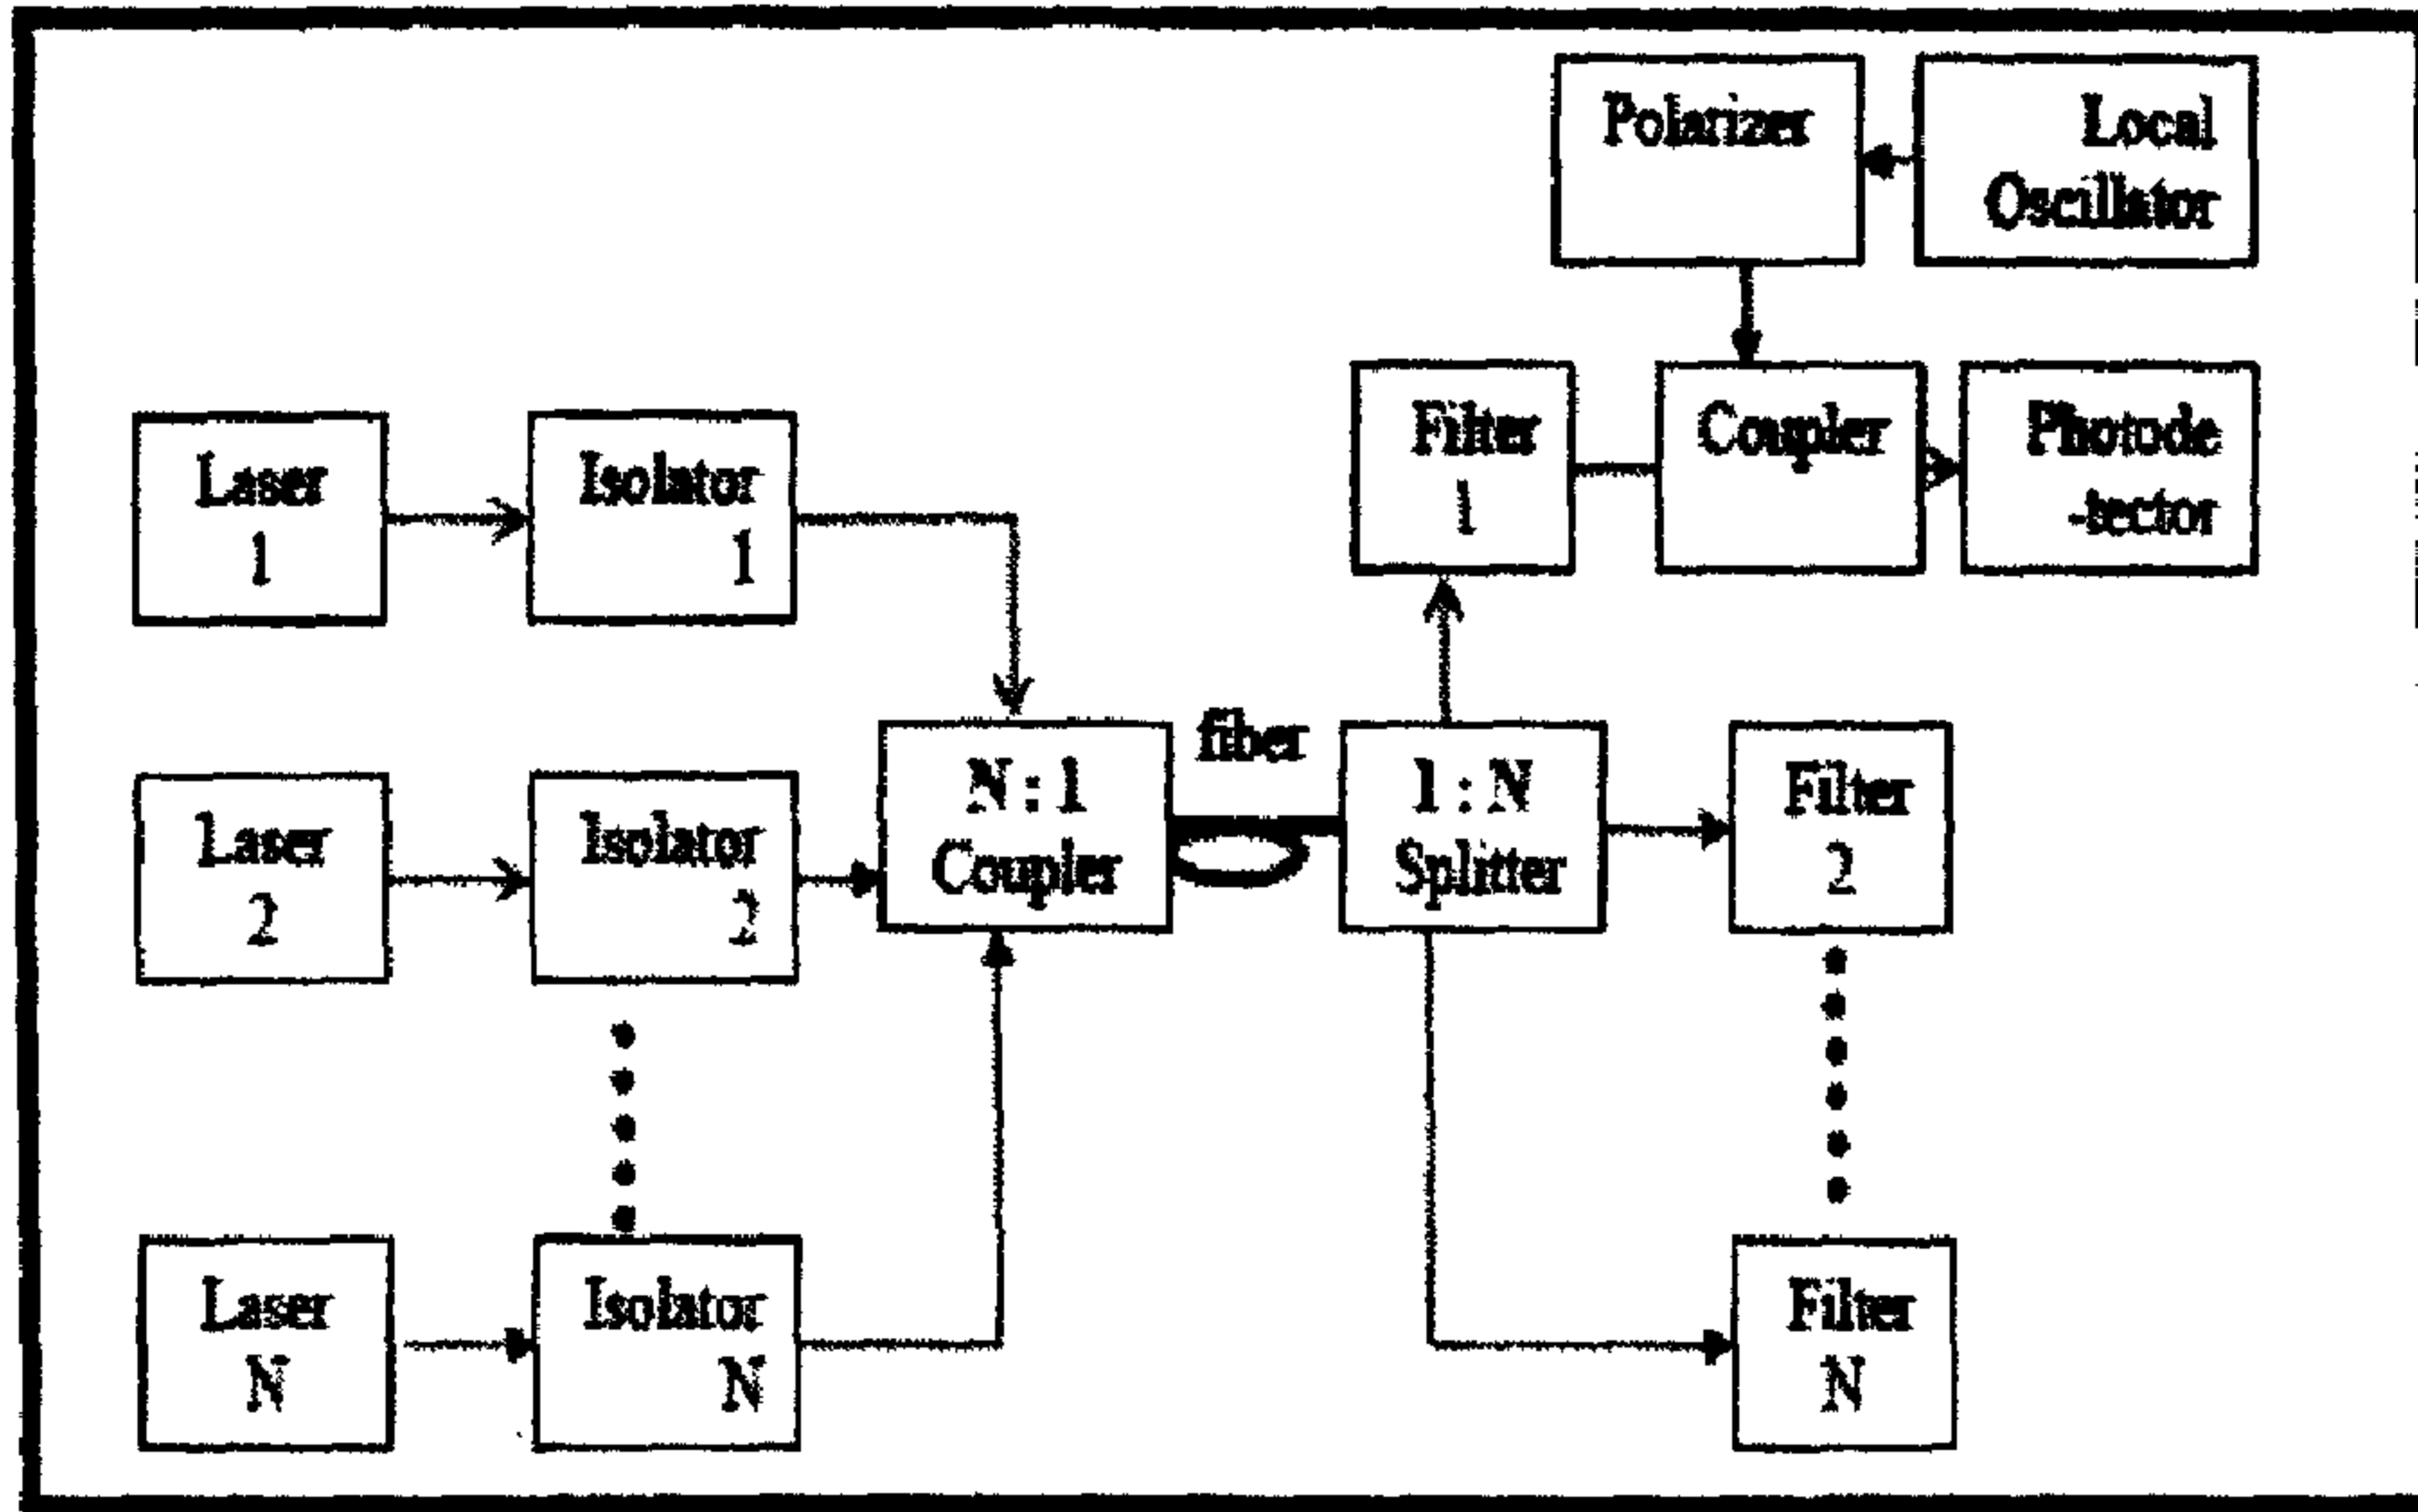 Polarizer
Local
Oscillator
Filter
1
Coupler
Photode
-tector
Laser
1
Isolator
1
fiber
Laser
2
Isolator
2
N : 1
Coupler
1 : N
Splitter
Filter
2
Laser
N
Isolator
N
Filter
N